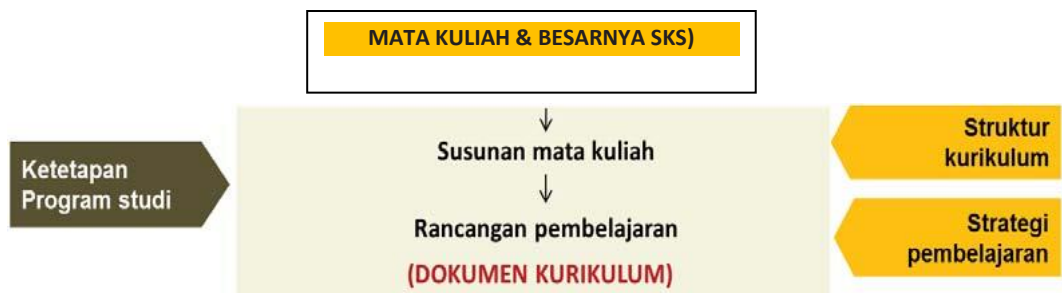 MATA KULIAH & BESARNYA SKS)
Susunan mata kuliah
Rancangan pembelajaran
(DOKUMEN KURIKULUM)
Ketetapan
Program studi
Struktur
kurikulum
Strategi
pembelajaran